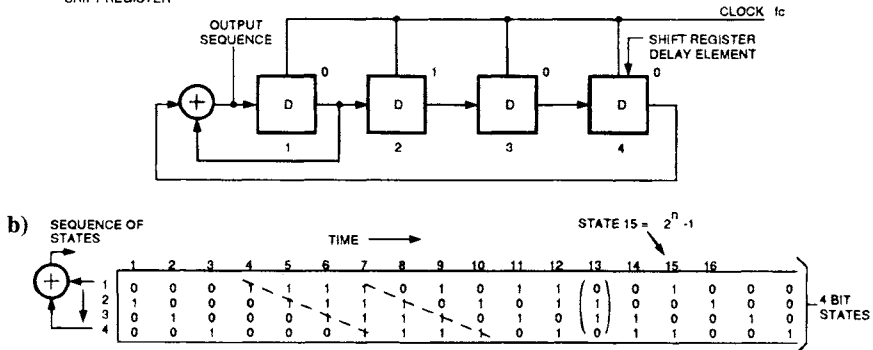 SHIFT REGISTER
CLOCK fc
OUTPUT
SEQUENCE
SHIFT REGISTER
DELAY ELEMENT
0 1 0 0
+ D D D D
1 2 3 4
b) SEQUENCE OF
STATES
TIME
STATE 15 = 2^n -1
1 2 3 4 5 6 7 8 9 10 11 12 13 14 15 16
+
1 0 0 0 1 1 1 1 0 1 0 1 1 (0) 0 1 0 0 0
2 1 0 0 0 1 1 1 1 0 1 0 1 (1) 0 0 1 0 0
3 0 1 0 0 0 1 1 1 1 0 1 0 (1) 1 0 0 1 0
4 0 0 1 0 0 0 1 1 1 1 0 1 (0) 1 1 0 0 1
4 BIT
STATES